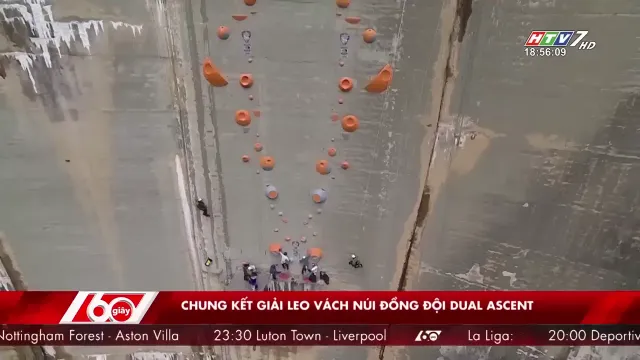 HTV7 HD
18:56:09
60 giây
CHUNG KẾT GIẢI LEO VÁCH NÚI ĐỒNG ĐỘI DUAL ASCENT
Nottingham Forest - Aston Villa 23:30 Luton Town - Liverpool 60 La Liga: 20:00 Deportiv